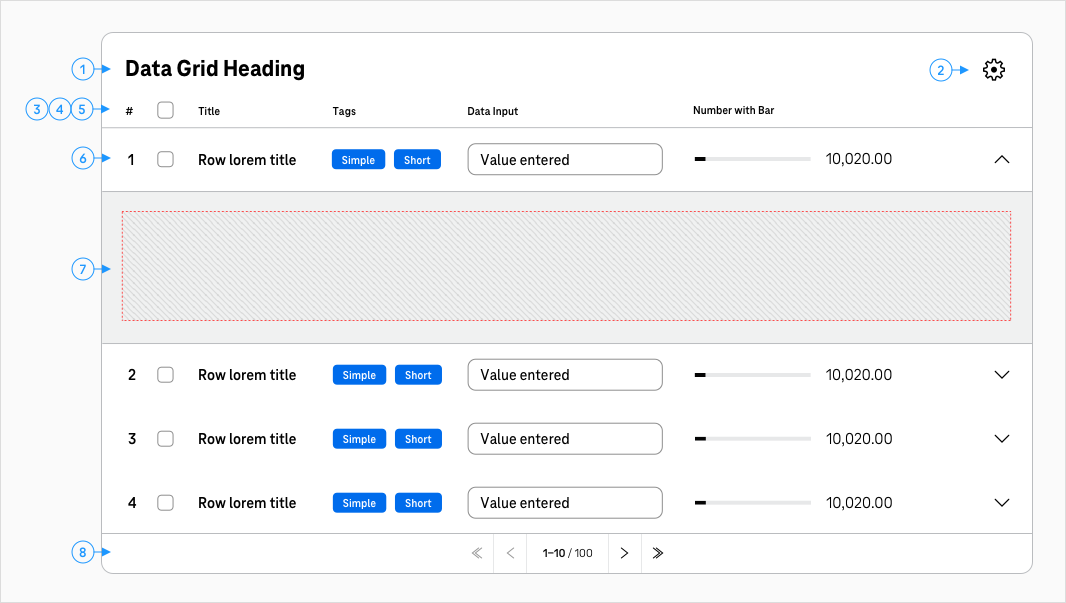 1 Data Grid Heading 2
3 4 5 # Title Tags Data Input Number with Bar
6 1 Row lorem title Simple Short Value entered 10,020.00
7
2 Row lorem title Simple Short Value entered 10,020.00
3 Row lorem title Simple Short Value entered 10,020.00
4 Row lorem title Simple Short Value entered 10,020.00
8 1–10 / 100